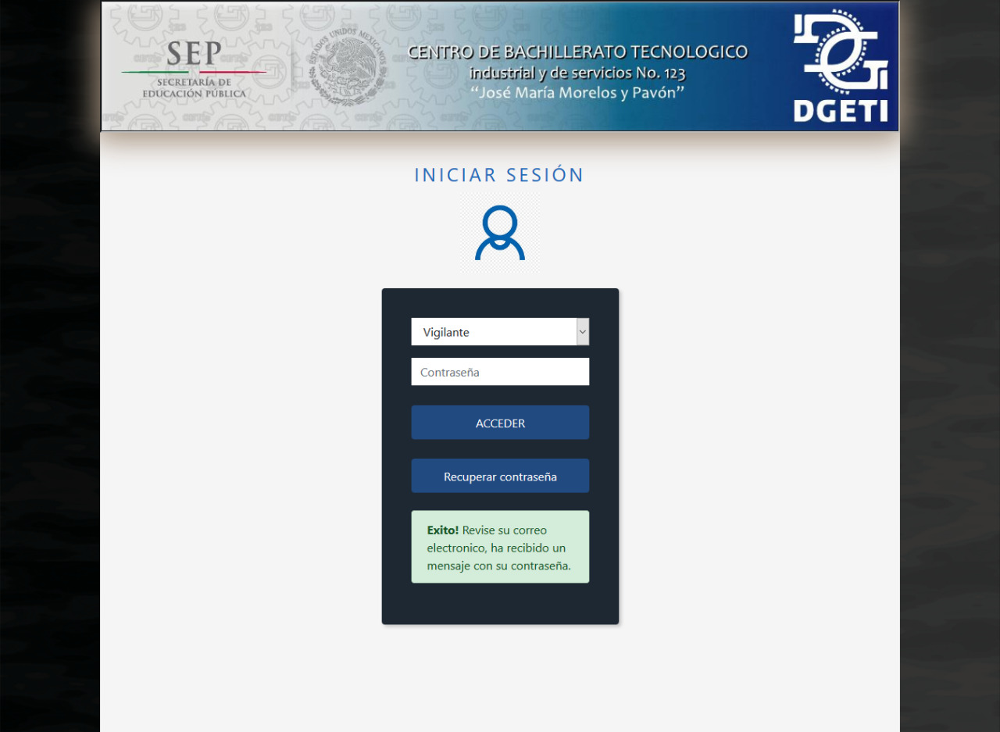 SEP
SECRETARÍA DE
EDUCACIÓN PÚBLICA
ESTADOS UNIDOS MEXICANOS
CENTRO DE BACHILLERATO TECNOLOGICO
industrial y de servicios No. 123
“José María Morelos y Pavón”
DGETI
INICIAR SESIÓN
Vigilante
Contraseña
ACCEDER
Recuperar contraseña
Exito! Revise su correo
electronico, ha recibido un
mensaje con su contraseña.